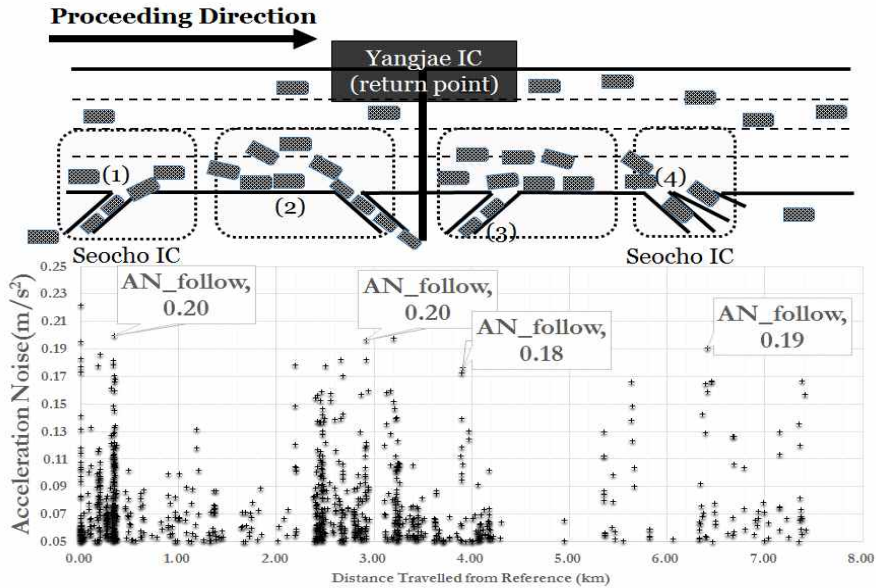 Proceeding Direction
Yangjae IC
(return point)
(1)
(2)
(3)
(4)
Seocho IC
Seocho IC
Acceleration Noise(m/s²)
0.25
0.23
0.21
0.19
0.17
0.15
0.13
0.11
0.09
0.07
0.05
AN_follow,
0.20
AN_follow,
0.20
AN_follow,
0.18
AN_follow,
0.19
0.00
1.00
2.00
3.00
4.00
5.00
6.00
7.00
8.00
Distance Travelled from Reference (km)